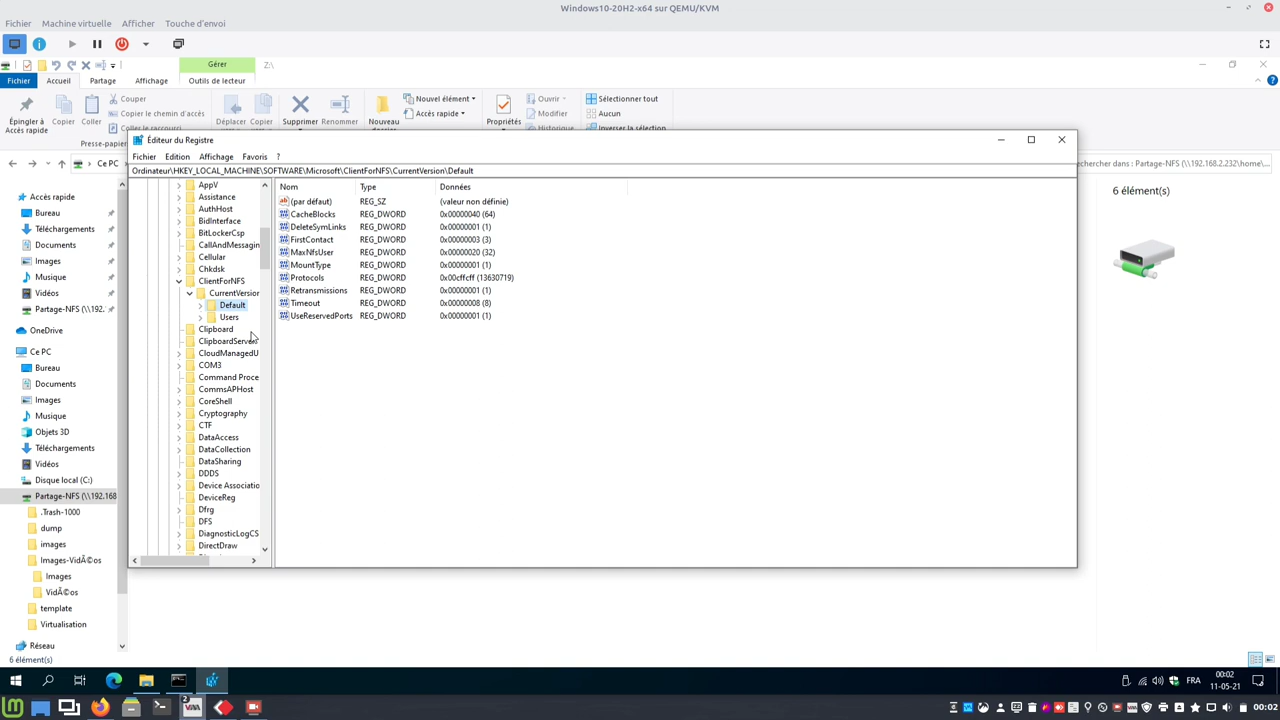 Windows10-20H2-x64 sur QEMU/KVM
Fichier Machine virtuelle Afficher Touche d'envoi
Gérer Z:\
Fichier Accueil Partage Affichage Outils de lecteur
Épingler à Accès rapide
Copier
Coller
Couper
Copier le chemin d'accès
Coller le raccourci
Presse-papier
Déplacer
Copier
Supprimer
Renommer
Nouveau
Nouvel élément
Accès rapide
Propriétés
Ouvrir
Modifier
Historique
Sélectionner tout
Aucun
Inverser la sélection
Ce PC
echercher dans : Partage-NFS (\\192.168.2.232\home\...
6 élément(s)
Accès rapide
Bureau
Téléchargements
Documents
Images
Musique
Vidéos
Partage-NFS (\\192.
OneDrive
Ce PC
Bureau
Documents
Images
Musique
Objets 3D
Téléchargements
Vidéos
Disque local (C:)
Partage-NFS (\\192.168
.Trash-1000
dump
images
Images-VidÃ©os
Images
VidÃ©os
template
Virtualisation
Réseau
6 élément(s)
Éditeur du Registre
Fichier Edition Affichage Favoris ?
Ordinateur\HKEY_LOCAL_MACHINE\SOFTWARE\Microsoft\ClientForNFS\CurrentVersion\Default
AppV
Assistance
AuthHost
BidInterface
BitLockerCsp
CallAndMessagin
Cellular
Chkdsk
ClientForNFS
CurrentVersion
Default
Users
Clipboard
ClipboardServer
CloudManagedU
COM3
Command Proce
CommsAPHost
CoreShell
Cryptography
CTF
DataAccess
DataCollection
DataSharing
DDDS
Device Associatio
DeviceReg
Dfrg
DFS
DiagnosticLogCS
DirectDraw
Nom Type Données
(par défaut) REG_SZ (valeur non définie)
CacheBlocks REG_DWORD 0x00000040 (64)
DeleteSymLinks REG_DWORD 0x00000001 (1)
FirstContact REG_DWORD 0x00000003 (3)
MaxNfsUser REG_DWORD 0x00000020 (32)
MountType REG_DWORD 0x00000001 (1)
Protocols REG_DWORD 0x00cffcff (13630719)
Retransmissions REG_DWORD 0x00000001 (1)
Timeout REG_DWORD 0x00000008 (8)
UseReservedPorts REG_DWORD 0x00000001 (1)
FRA
00:02
11-05-21
2
00:02